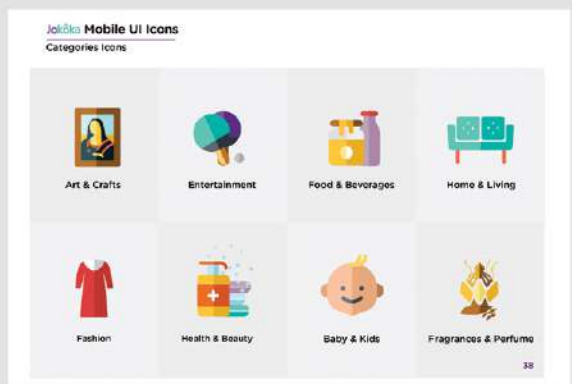 Jokôka Mobile UI Icons
Categories Icons
Art & Crafts
Entertainment
Food & Beverages
Home & Living
Fashion
Health & Beauty
Baby & Kids
Fragrances & Perfume
38